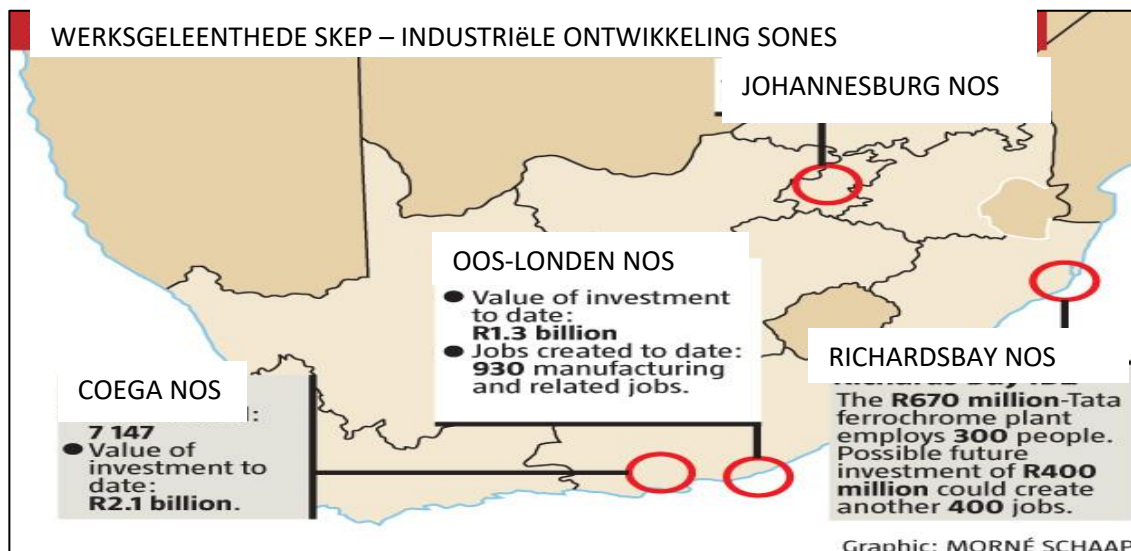 WERKSGELEENTHEDE SKEP – INDUSTRIëLE ONTWIKKELING SONES
JOHANNESBURG NOS
OOS-LONDEN NOS
● Value of investment
to date:
R1.3 billion
● Jobs created to date:
930 manufacturing
and related jobs.
COEGA NOS
7 147
● Value of
investment to
date:
R2.1 billion.
RICHARDSBAY NOS
The R670 million-Tata
ferrochrome plant
employs 300 people.
Possible future
investment of R400
million could create
another 400 jobs.
Graphic: MORNÉ SCHAAP